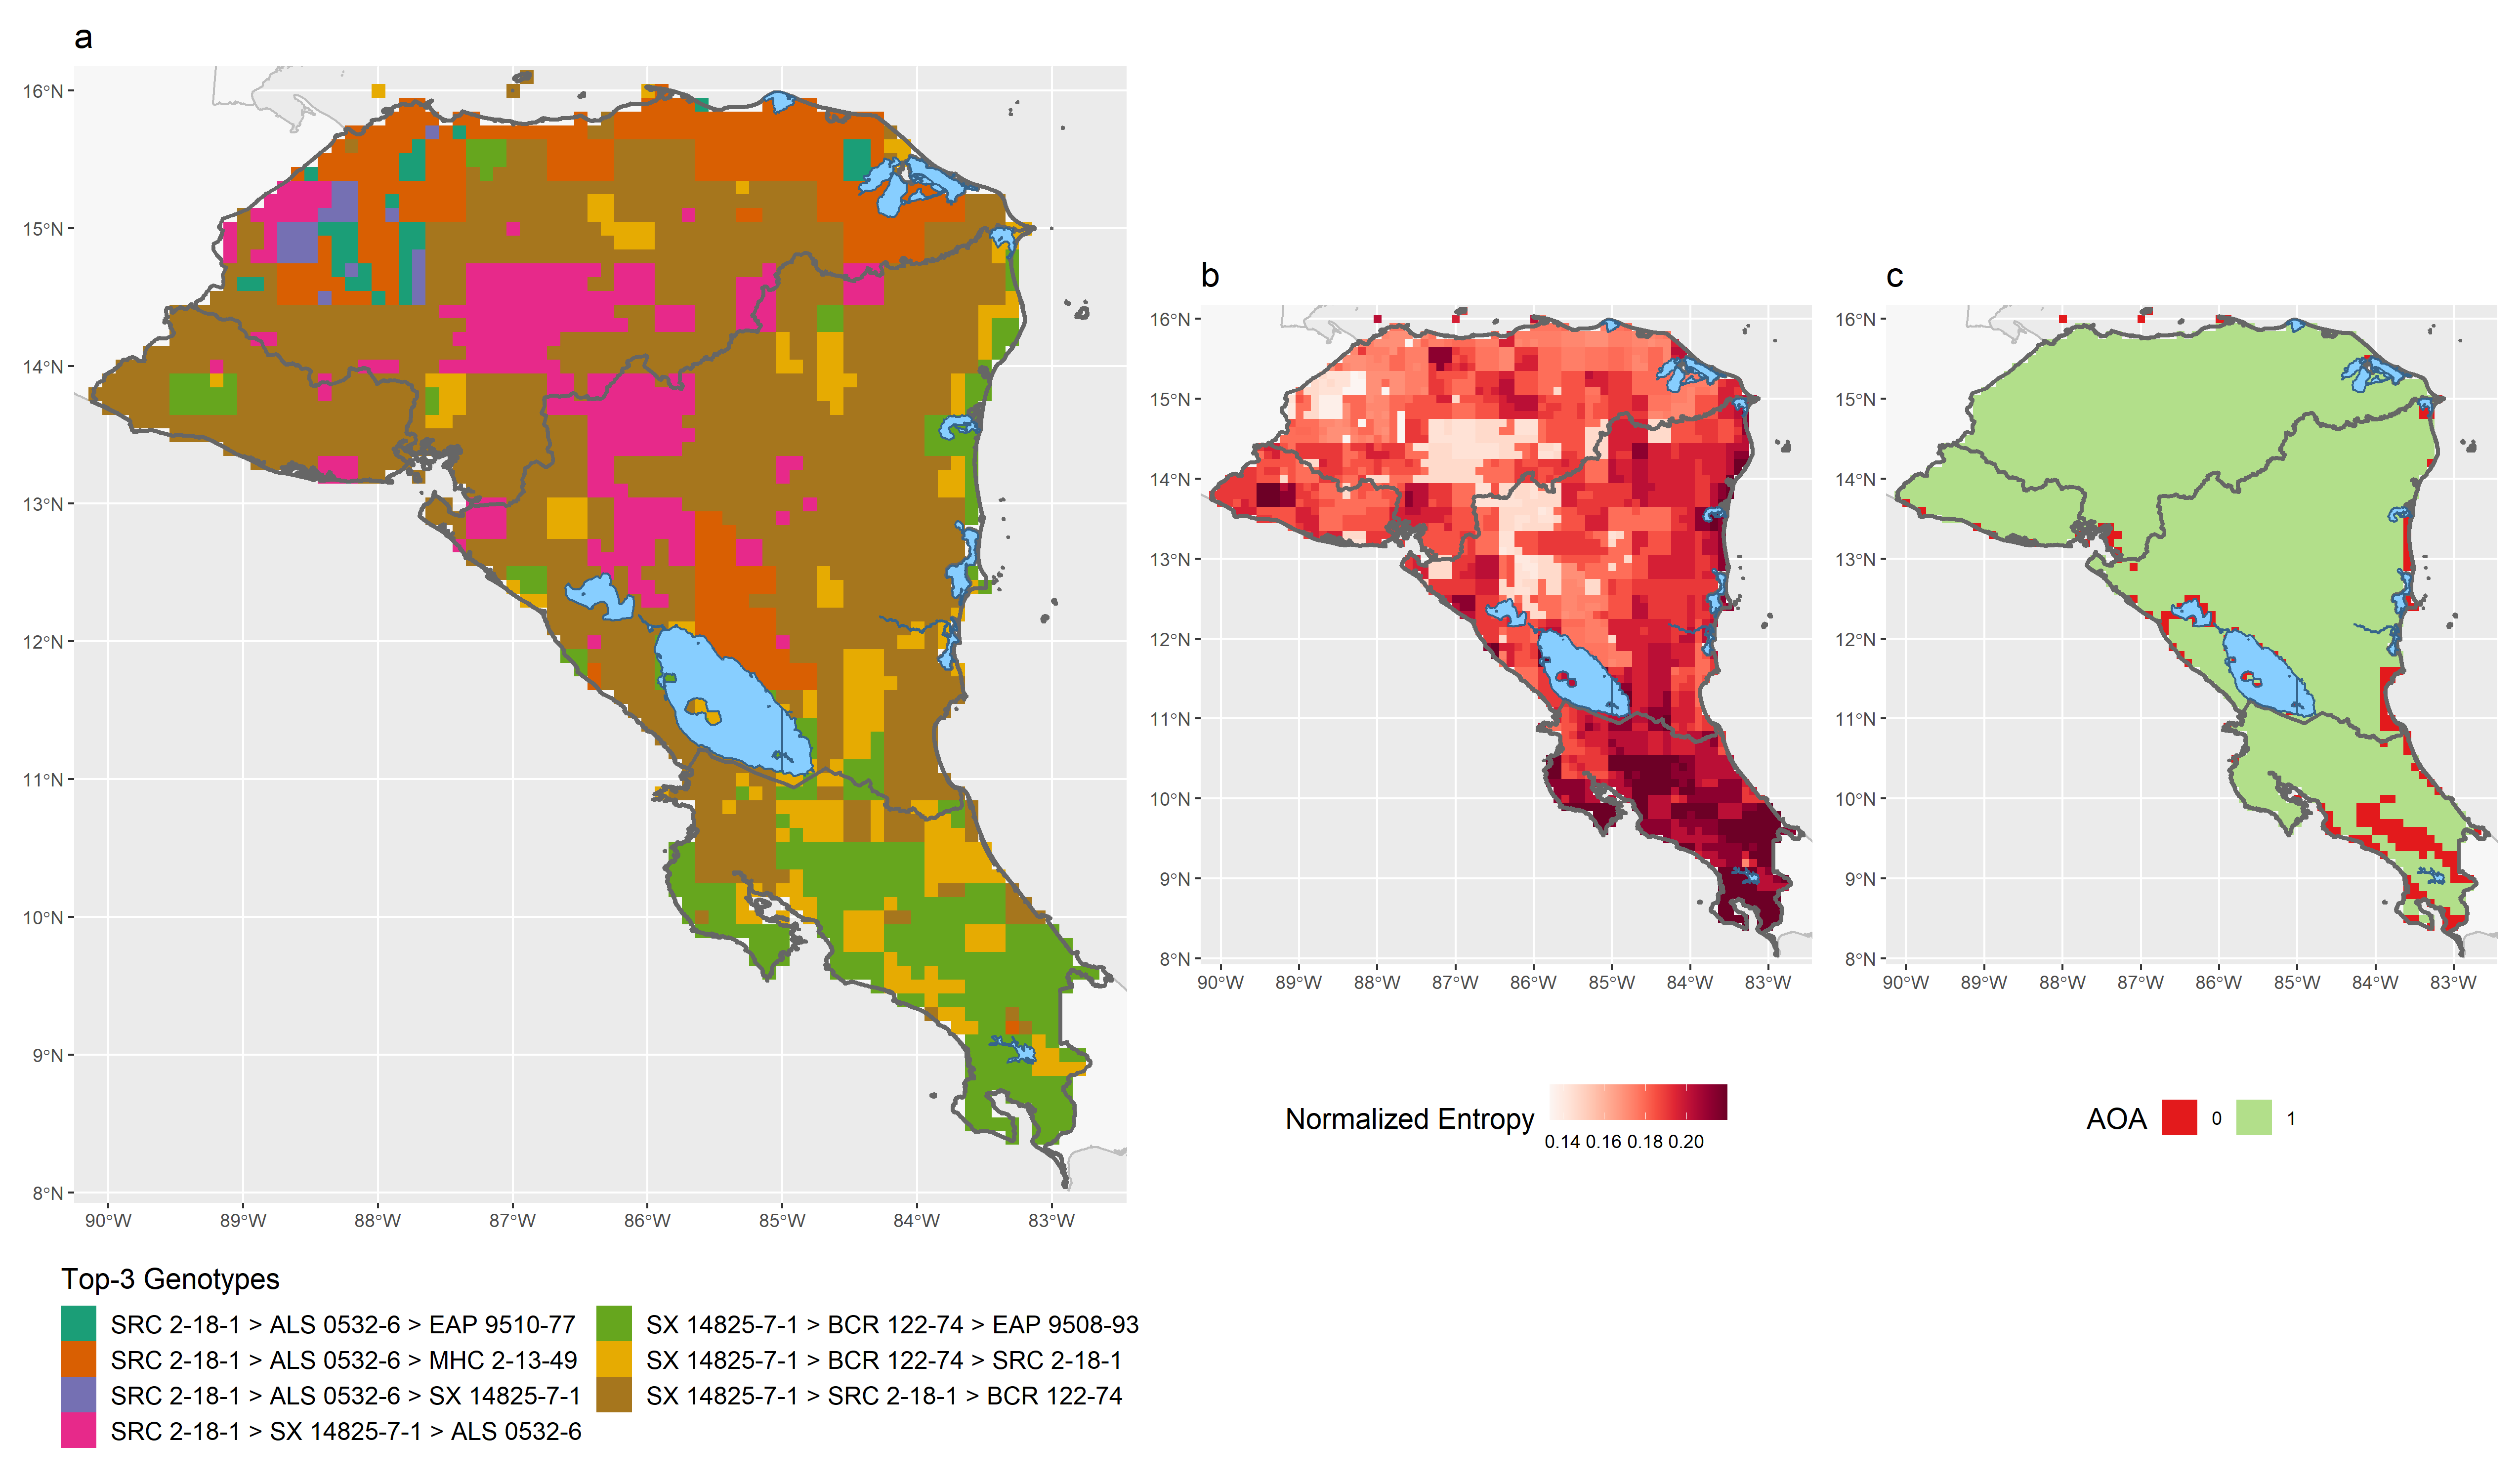 a
16°N
15°N
14°N
13°N
12°N
11°N
10°N
9°N
8°N
90°W 89°W 88°W 87°W 86°W 85°W 84°W 83°W
Top-3 Genotypes
SRC 2-18-1 > ALS 0532-6 > EAP 9510-77
SRC 2-18-1 > ALS 0532-6 > MHC 2-13-49
SRC 2-18-1 > ALS 0532-6 > SX 14825-7-1
SRC 2-18-1 > SX 14825-7-1 > ALS 0532-6
SX 14825-7-1 > BCR 122-74 > EAP 9508-93
SX 14825-7-1 > BCR 122-74 > SRC 2-18-1
SX 14825-7-1 > SRC 2-18-1 > BCR 122-74
b
16°N
15°N
14°N
13°N
12°N
11°N
10°N
9°N
8°N
90°W 89°W 88°W 87°W 86°W 85°W 84°W 83°W
Normalized Entropy
0.14 0.16 0.18 0.20
c
16°N
15°N
14°N
13°N
12°N
11°N
10°N
9°N
8°N
90°W 89°W 88°W 87°W 86°W 85°W 84°W 83°W
AOA 0 1